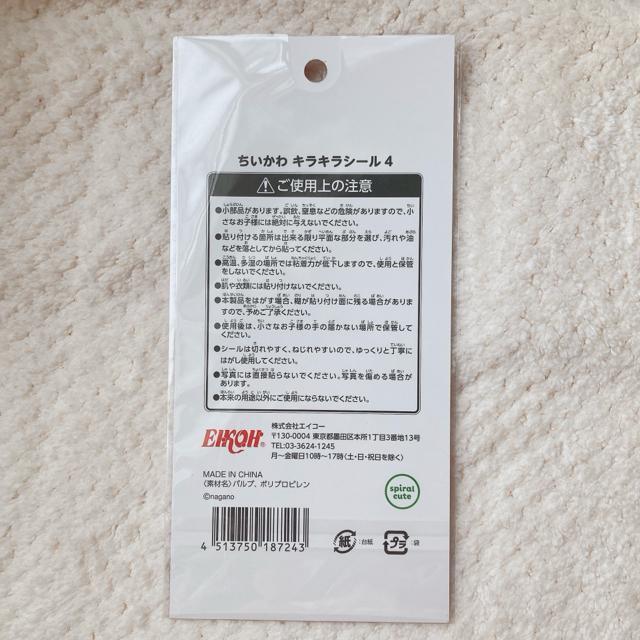 ちいかわ キラキラシール 4
ご使用上の注意
●小部品があります。誤飲、窒息などの危険がありますので、小
さなお子様には絶対に与えないでください。
●貼り付ける箇所は出来る限り平面な部分を選び、汚れや油
などを落としてから貼ってください。
●高温、多湿の場所では粘着力が低下しますので、使用と保管
をしないでください。
●肌や衣類には貼り付けないでください。
●本製品をはがす場合、糊が貼り付け面に残る場合があり
ますので、予めご了承ください。
●使用後は、小さなお子様の手の届かない場所で保管して
ください。
●シールは切れやすく、ねじれやすいので、ゆっくりと丁寧に
はがし使用してください。
●写真には直接貼らないでください。写真を傷める場合が
あります。
●本来の用途以外にご使用にならないでください。
EIKOH
株式会社エイコー
〒130-0004 東京都墨田区本所1丁目3番地13号
TEL:03-3624-1245
月〜金曜日10時〜17時(土・日・祝日を除く)
MADE IN CHINA
〈素材名〉パルプ、ポリプロピレン
©nagano
spiral
cute
4 513750 187243
紙 :台紙
プラ :袋